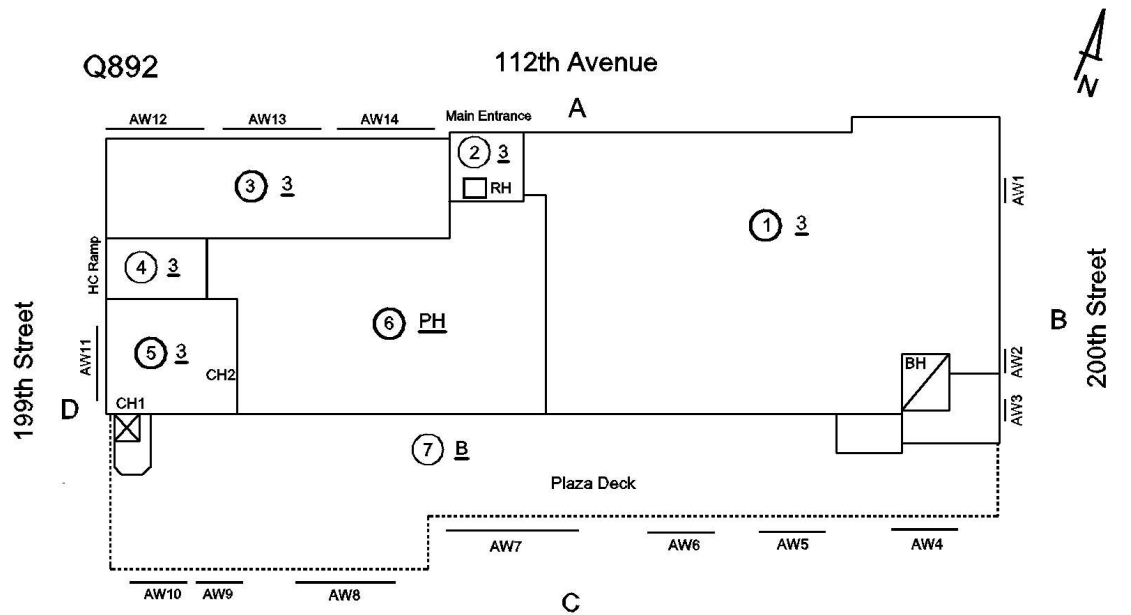 Q892
112th Avenue
N
Main Entrance
A
AW12
AW13
AW14
2 3
RH
3 3
1 3
AW1
HC Ramp
4 3
199th Street
6 PH
B
200th Street
AW11
5 3
CH2
BH
AW2
D
CH1
AW3
7 B
Plaza Deck
AW7
AW6
AW5
AW4
AW10
AW9
AW8
C